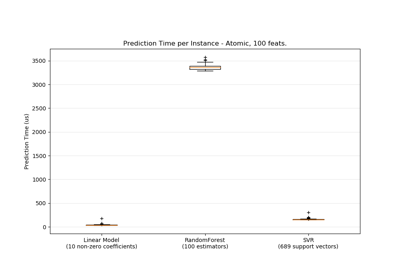 Prediction Time per Instance - Atomic, 100 feats.
3500
3000
2500
2000
1500
1000
500
0
Prediction Time (us)
Linear Model
(10 non-zero coefficients)
RandomForest
(100 estimators)
SVR
(689 support vectors)